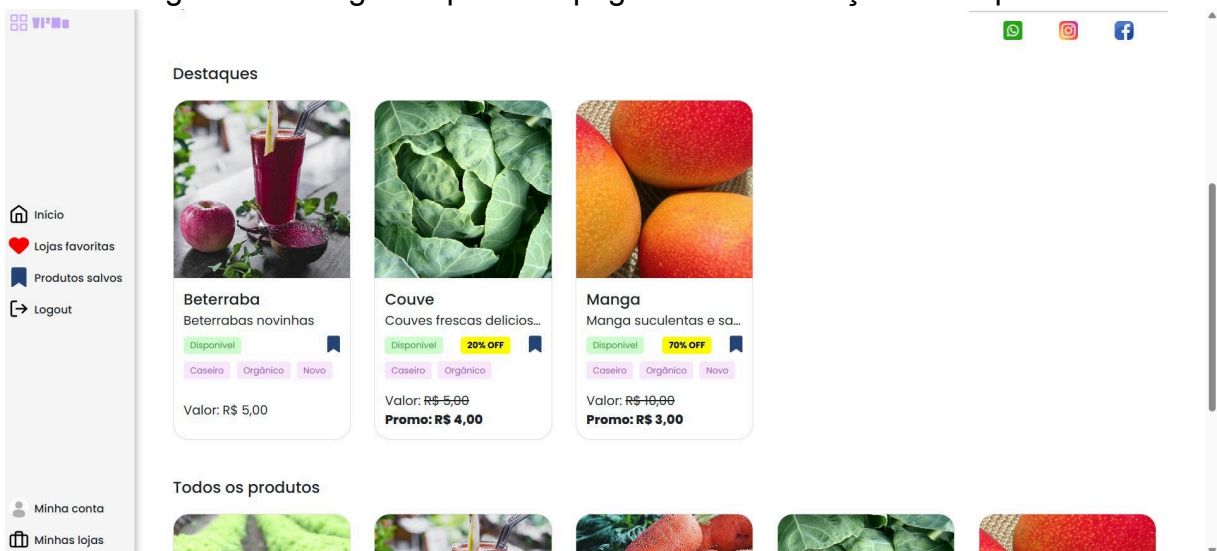 VPMs
Início
Lojas favoritas
Produtos salvos
Logout
Minha conta
Minhas lojas
Destaques
Beterraba
Beterrabas novinhas
Disponível
Caseiro Orgânico Novo
Valor: R$ 5,00
Couve
Couves frescas delicios...
Disponível 20% OFF
Caseiro Orgânico
Valor: R$ 5,00
Promo: R$ 4,00
Manga
Manga suculentas e sa...
Disponível 70% OFF
Caseiro Orgânico Novo
Valor: R$ 10,00
Promo: R$ 3,00
Todos os produtos